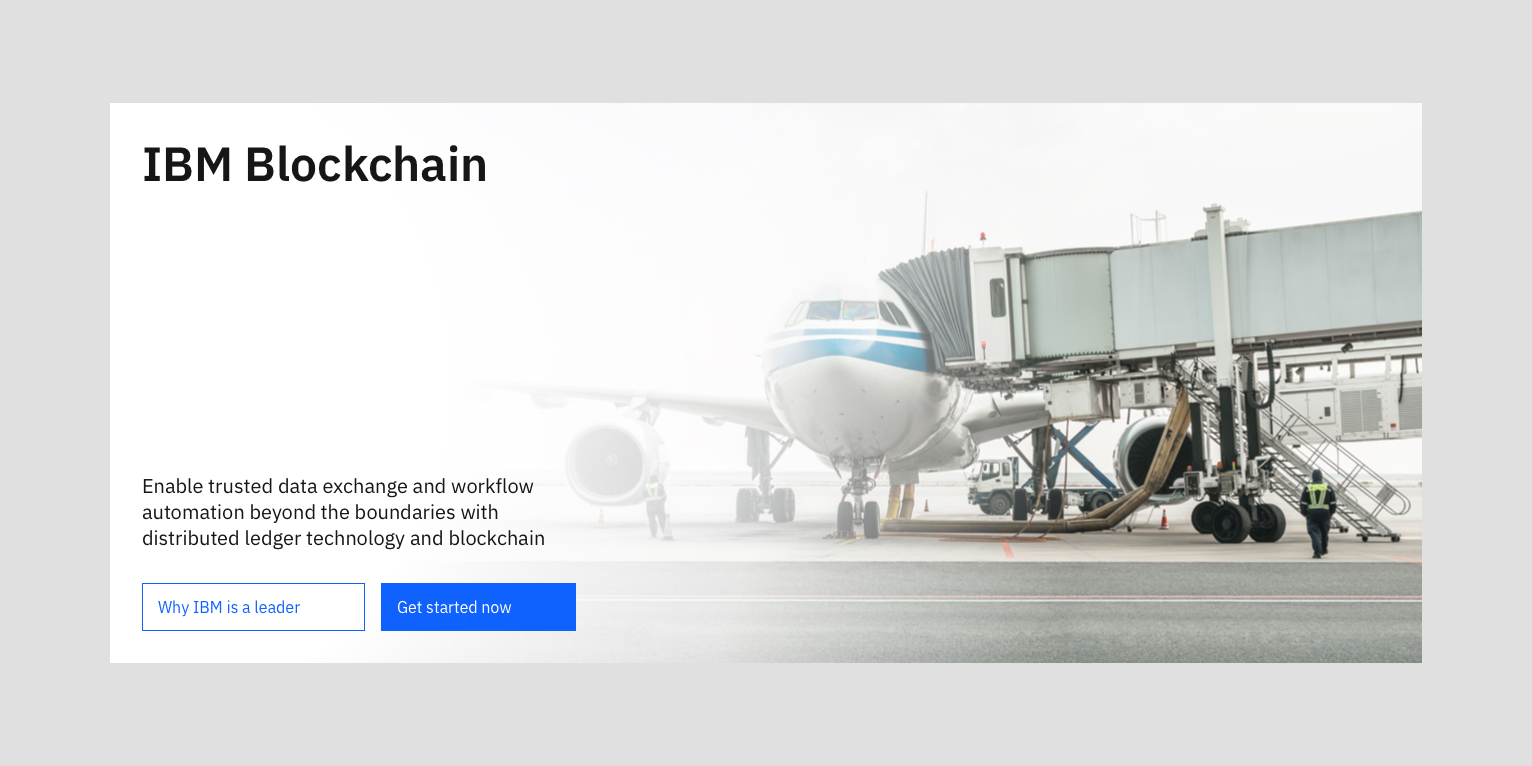 IBM Blockchain
Enable trusted data exchange and workflow
automation beyond the boundaries with
distributed ledger technology and blockchain
Why IBM is a leader
Get started now